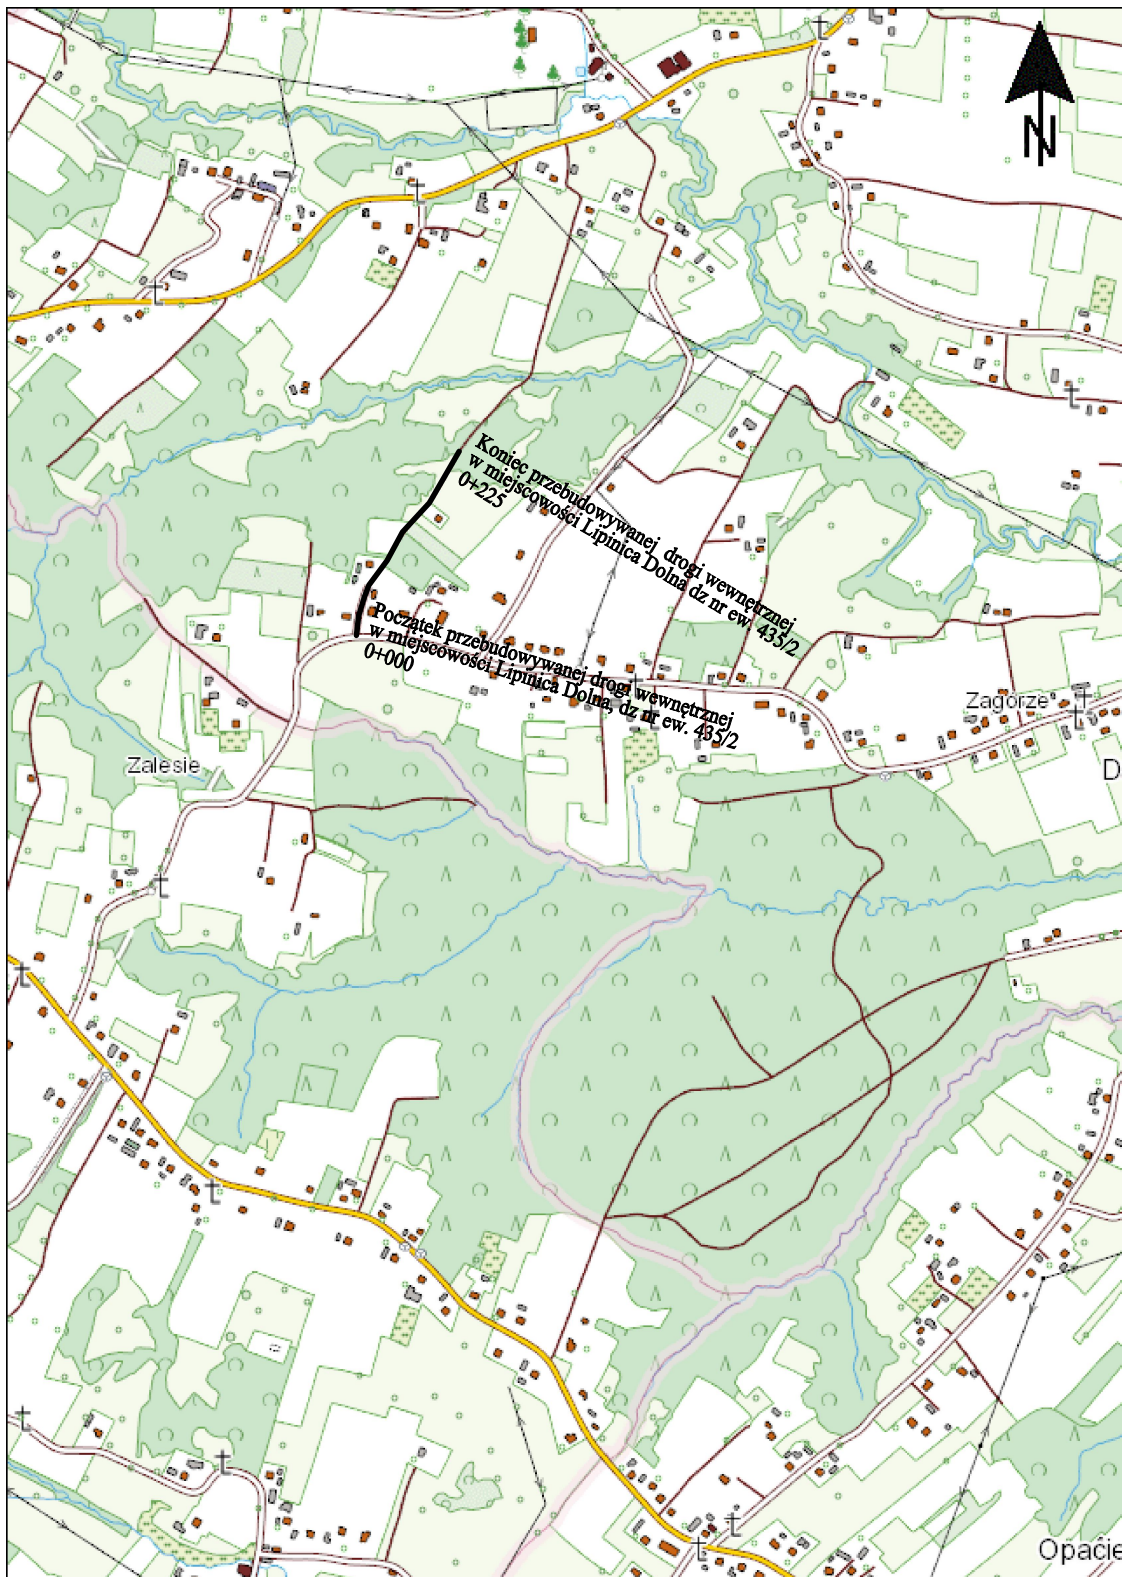 N
Koniec przebudowywanej drogi wewnętrznej
w miejscowości Lipinica Dolna dz nr ew. 435/2
0+225
Początek przebudowywanej drogi wewnętrznej
w miejscowości Lipinica Dolna, dz nr ew. 435/2
0+000
Zagórze
Zalesie
D
Opacie